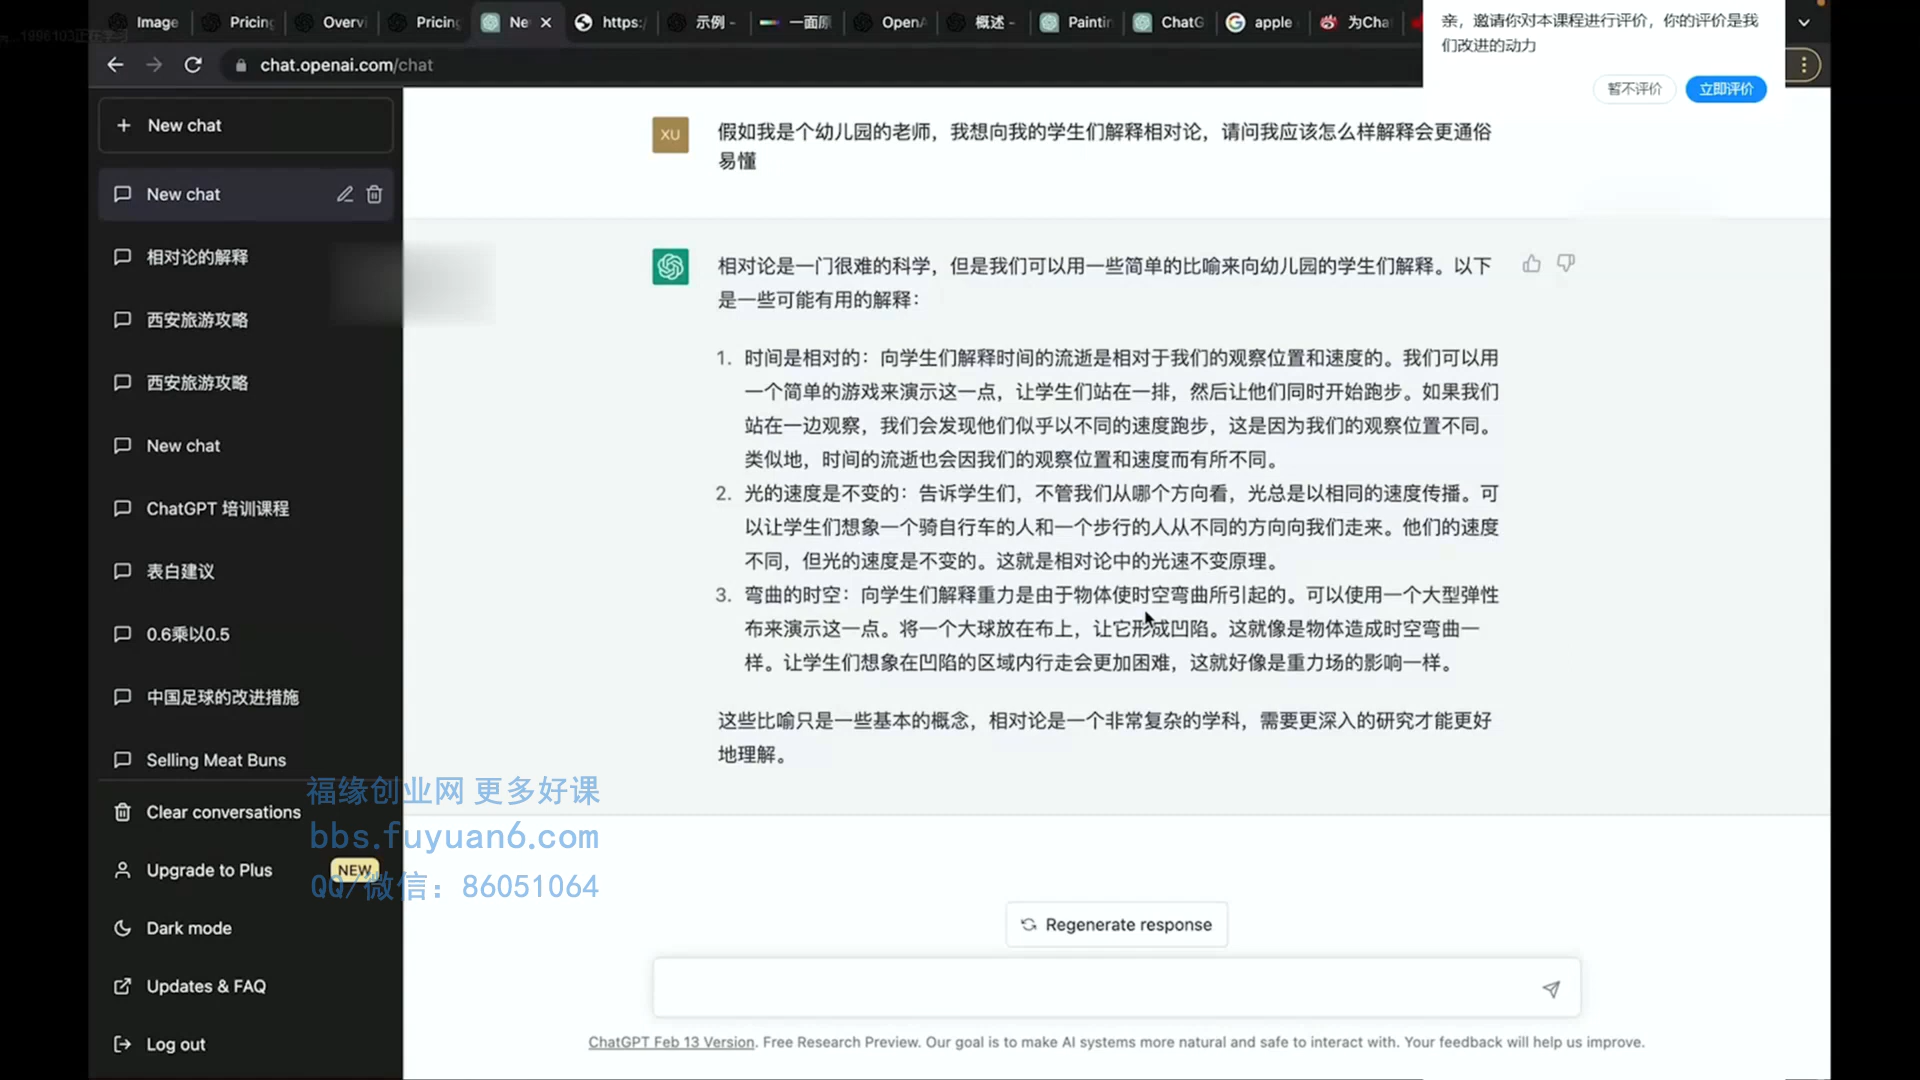 Image
Pricing
Overvi
Pricing
Ne
https:/
示例 -
一面原
OpenA
概述 -
Paintin
ChatG
apple
为Cha
亲，邀请你对本课程进行评价，你的评价是我
们改进的动力
暂不评价
立即评价
chat.openai.com/chat
New chat
New chat
相对论的解释
西安旅游攻略
西安旅游攻略
New chat
ChatGPT 培训课程
表白建议
0.6乘以0.5
中国足球的改进措施
Selling Meat Buns
Clear conversations
Upgrade to Plus
NEW
Dark mode
Updates & FAQ
Log out
XU
假如我是个幼儿园的老师，我想向我的学生们解释相对论，请问我应该怎么样解释会更通俗
易懂
相对论是一门很难的科学，但是我们可以用一些简单的比喻来向幼儿园的学生们解释。以下
是一些可能有用的解释：
1. 时间是相对的：向学生们解释时间的流逝是相对于我们的观察位置和速度的。我们可以用
一个简单的游戏来演示这一点，让学生们站在一排，然后让他们同时开始跑步。如果我们
站在一边观察，我们会发现他们似乎以不同的速度跑步，这是因为我们的观察位置不同。
类似地，时间的流逝也会因我们的观察位置和速度而有所不同。
2. 光的速度是不变的：告诉学生们，不管我们从哪个方向看，光总是以相同的速度传播。可
以让学生们想象一个骑自行车的人和一个步行的人从不同的方向向我们走来。他们的速度
不同，但光的速度是不变的。这就是相对论中的光速不变原理。
3. 弯曲的时空：向学生们解释重力是由于物体使时空弯曲所引起的。可以使用一个大型弹性
布来演示这一点。将一个大球放在布上，让它形成凹陷。这就像是物体造成时空弯曲一
样。让学生们想象在凹陷的区域内行走会更加困难，这就好像是重力场的影响一样。
这些比喻只是一些基本的概念，相对论是一个非常复杂的学科，需要更深入的研究才能更好
地理解。
福缘创业网 更多好课
bbs.fuyuan6.com
QQ/微信：86051064
Regenerate response
ChatGPT Feb 13 Version. Free Research Preview. Our goal is to make AI systems more natural and safe to interact with. Your feedback will help us improve.